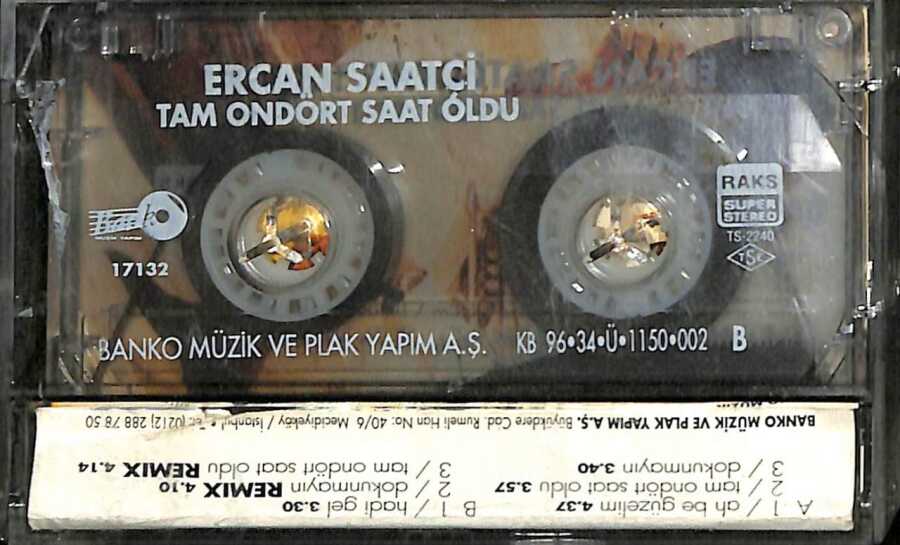 ERCAN SAATÇİ
TAM ONDÖRT SAAT OLDU
RAKS
SUPER
STEREO
TS-2240
TSE
Banko
MÜZİK YAPIM
17132
BANKO MÜZİK VE PLAK YAPIM A.Ş. KB 96•34•Ü•1150•002 B
A 1 / ah be güzelim 4.37
2 / tam ondört saat oldu 3.57
3 / dokunmayın 3.40
B 1 / hadi gel 3.30
2 / dokunmayın REMIX 4.10
3 / tam ondört saat oldu REMIX 4.14
BANKO MÜZİK VE PLAK YAPIM A.Ş. Büyükdere Cad. Rumeli Han No: 40/6 Mecidiyeköy / İstanbul • Tel: (0212) 288 78 50